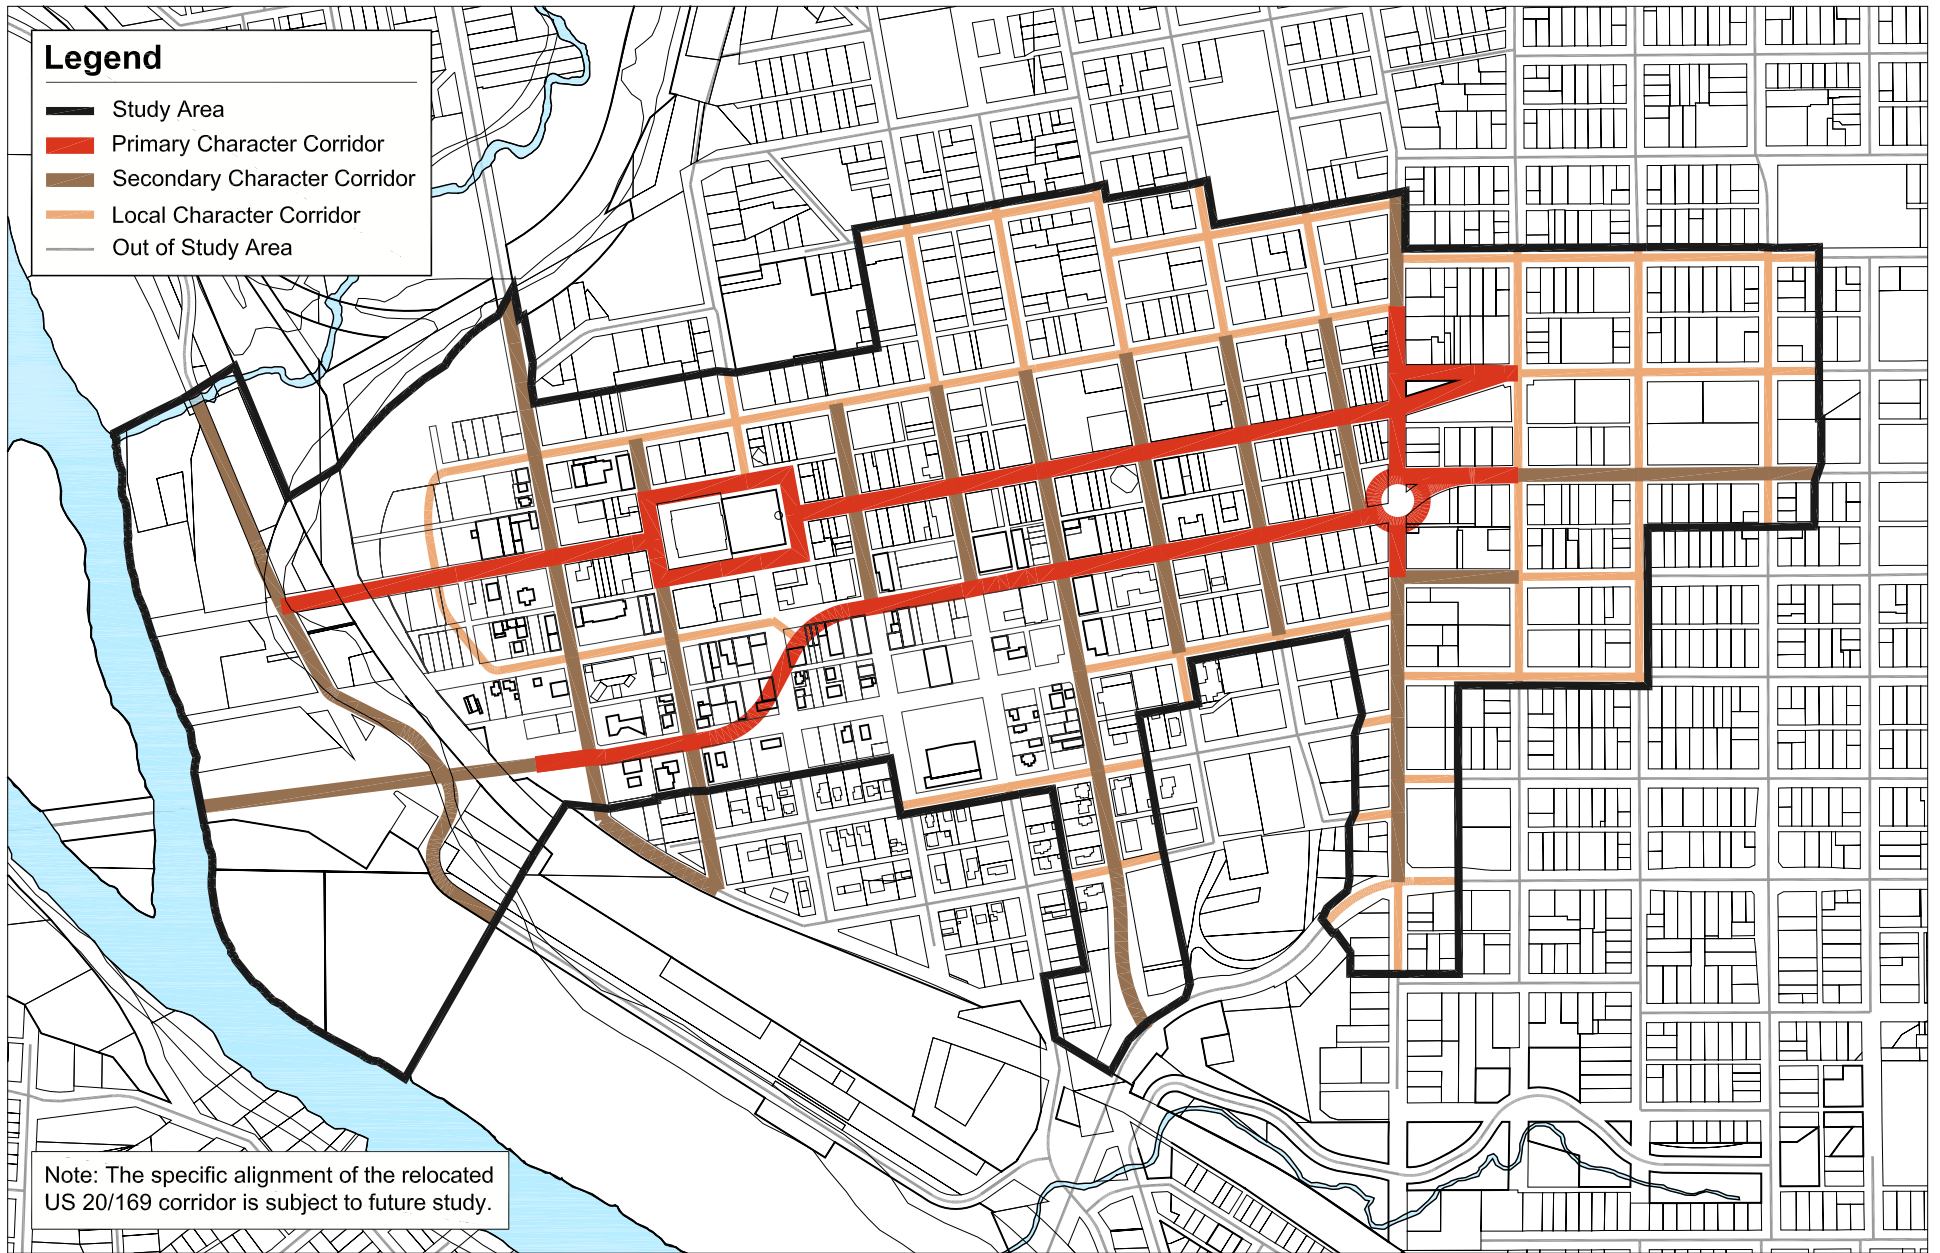 Legend
Study Area
Primary Character Corridor
Secondary Character Corridor
Local Character Corridor
Out of Study Area
Note: The specific alignment of the relocated
US 20/169 corridor is subject to future study.